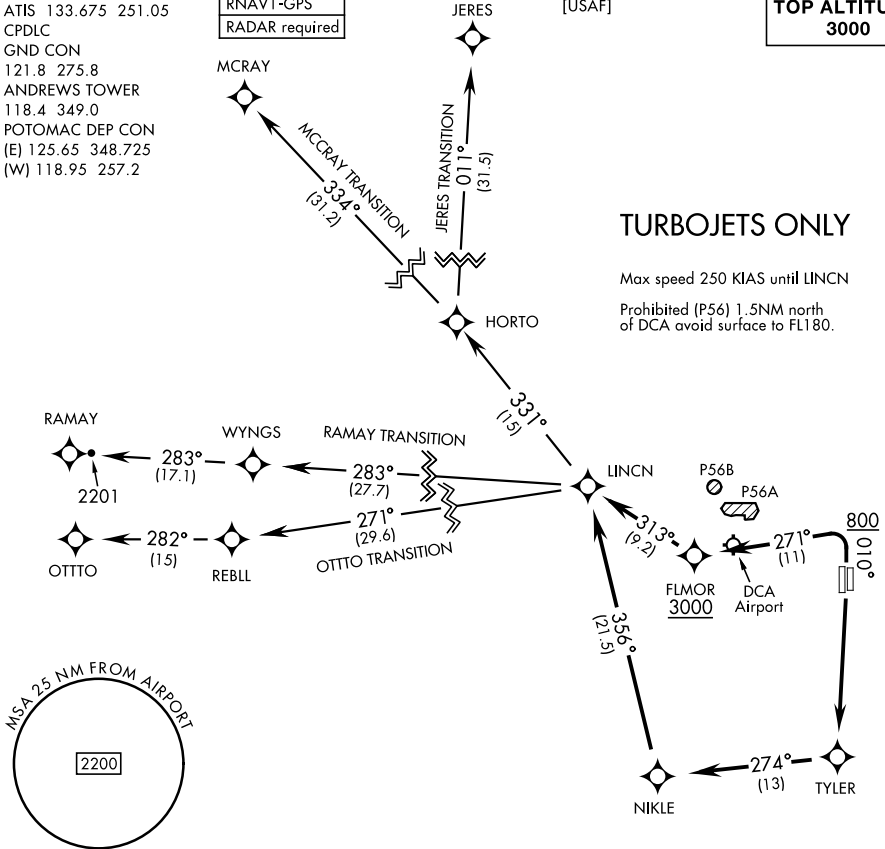 ATIS 133.675 251.05
CPDLC
GND CON
121.8 275.8
ANDREWS TOWER
118.4 349.0
POTOMAC DEP CON
(E) 125.65 348.725
(W) 118.95 257.2
RNAV1-GPS
RADAR required
[USAF]
TOP ALTITU
3000
JERES
MCRAY
MCCRAY TRANSITION
334°
(31.2)
JERES TRANSITION
011°
(31.5)
TURBOJETS ONLY
Max speed 250 KIAS until LINCN
Prohibited (P56) 1.5NM north
of DCA avoid surface to FL180.
HORTO
331°
(15)
RAMAY
2201
283°
(17.1)
WYNGS
RAMAY TRANSITION
283°
(27.7)
LINCN
P56B
P56A
271°
(29.6)
OTTTO TRANSITION
OTTTO
282°
(15)
REBLL
313°
(9.2)
FLMOR
3000
DCA
Airport
271°
(11)
800
010°
356°
(21.5)
274°
(13)
NIKLE
TYLER
MSA 25 NM FROM AIRPORT
2200